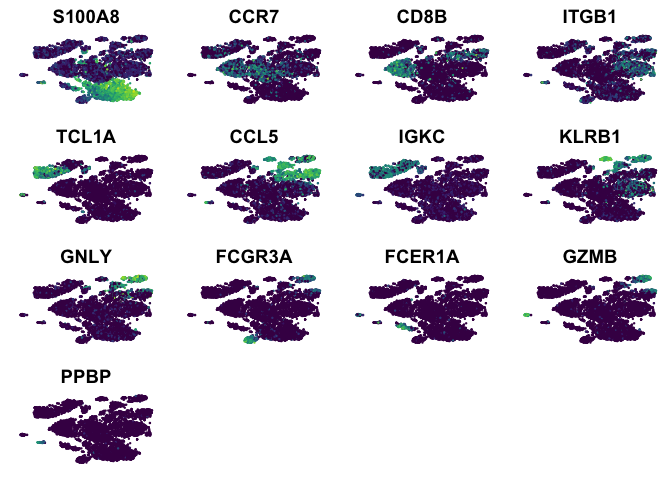 S100A8 CCR7 CD8B ITGB1
TCL1A CCL5 IGKC KLRB1
GNLY FCGR3A FCER1A GZMB
PPBP